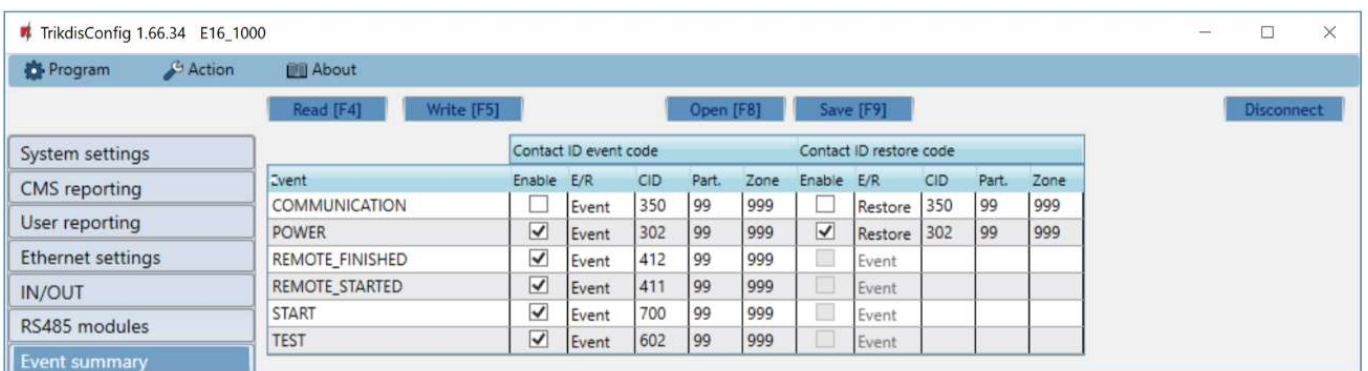 TrikdisConfig 1.66.34 E16_1000
Program Action About
Read [F4] Write [F5] Open [F8] Save [F9] Disconnect
System settings
CMS reporting
User reporting
Ethernet settings
IN/OUT
RS485 modules
Event summary
Contact ID event code Contact ID restore code
Event Enable E/R CID Part. Zone Enable E/R CID Part. Zone
COMMUNICATION Event 350 99 999 Restore 350 99 999
POWER Event 302 99 999 Restore 302 99 999
REMOTE_FINISHED Event 412 99 999 Event
REMOTE_STARTED Event 411 99 999 Event
START Event 700 99 999 Event
TEST Event 602 99 999 Event